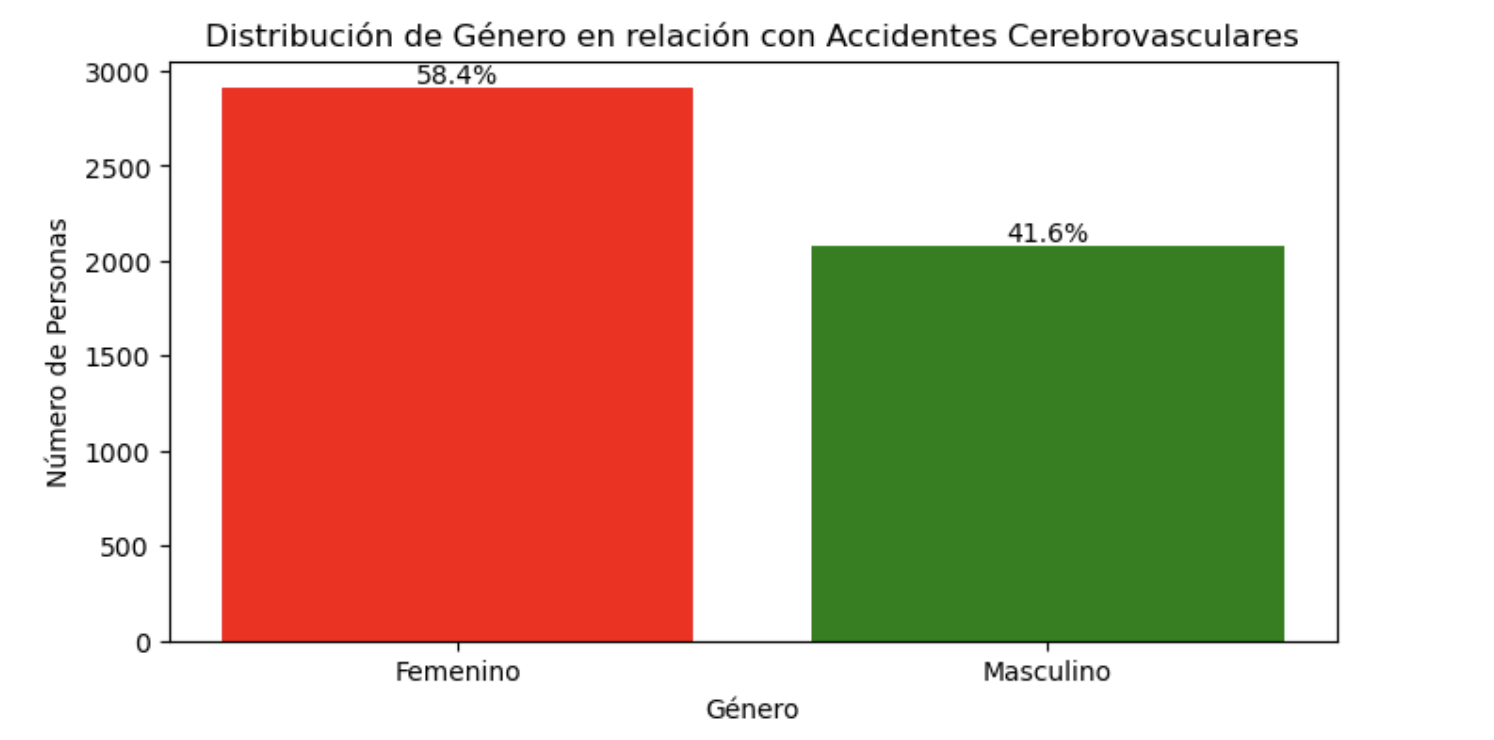 Distribución de Género en relación con Accidentes Cerebrovasculares
3000
58.4%
2500
41.6%
2000
1500
1000
500
0
Número de Personas
Femenino
Masculino
Género